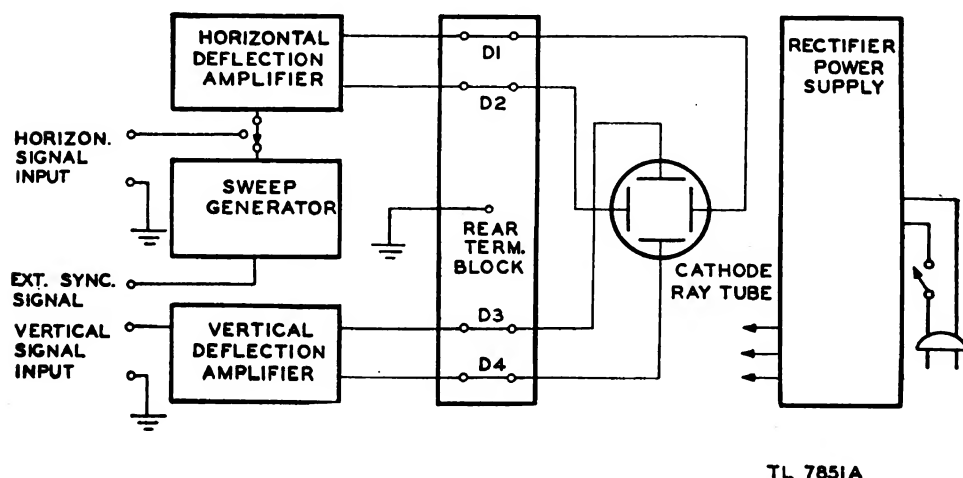 HORIZONTAL
DEFLECTION
AMPLIFIER
D1
D2
RECTIFIER
POWER
SUPPLY
HORIZON.
SIGNAL
INPUT
SWEEP
GENERATOR
REAR
TERM.
BLOCK
CATHODE
RAY TUBE
EXT. SYNC.
SIGNAL
VERTICAL
SIGNAL
INPUT
VERTICAL
DEFLECTION
AMPLIFIER
D3
D4
TL 7851A